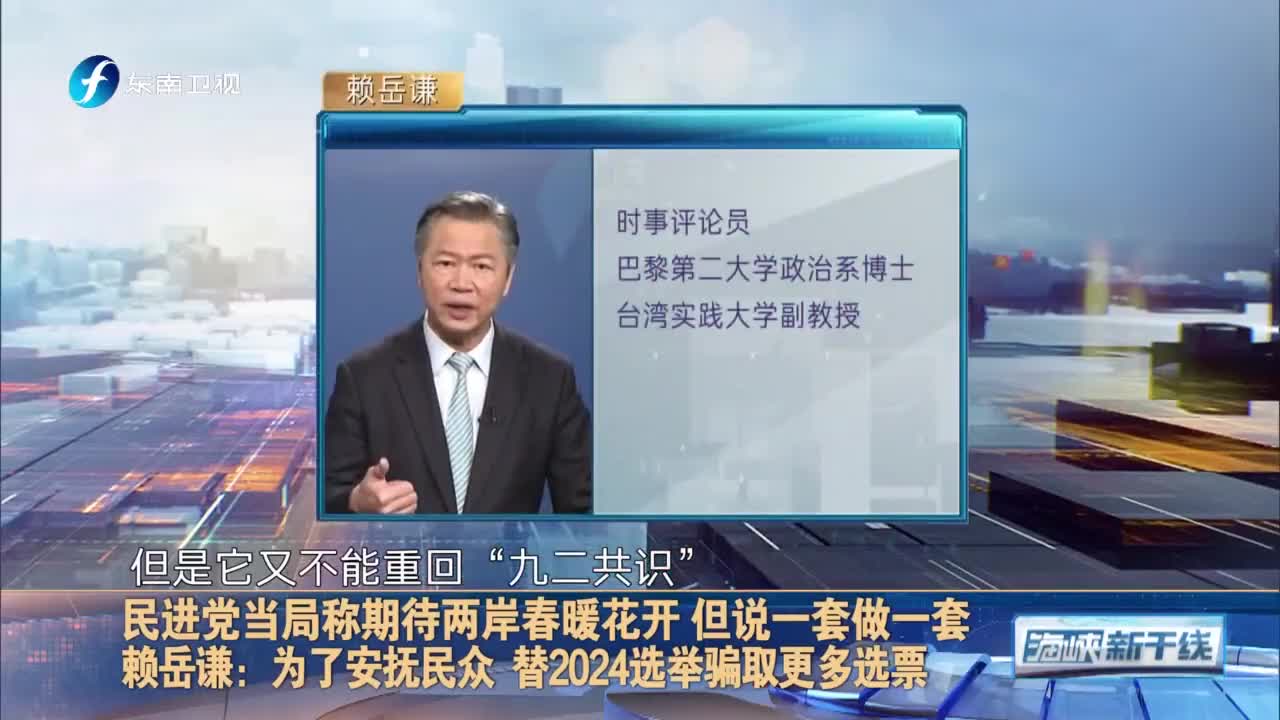 东南卫视
赖岳谦
时事评论员
巴黎第二大学政治系博士
台湾实践大学副教授
但是它又不能重回“九二共识”
民进党当局称期待两岸春暖花开 但说一套做一套
赖岳谦：为了安抚民众 替2024选举骗取更多选票
海峡新干线